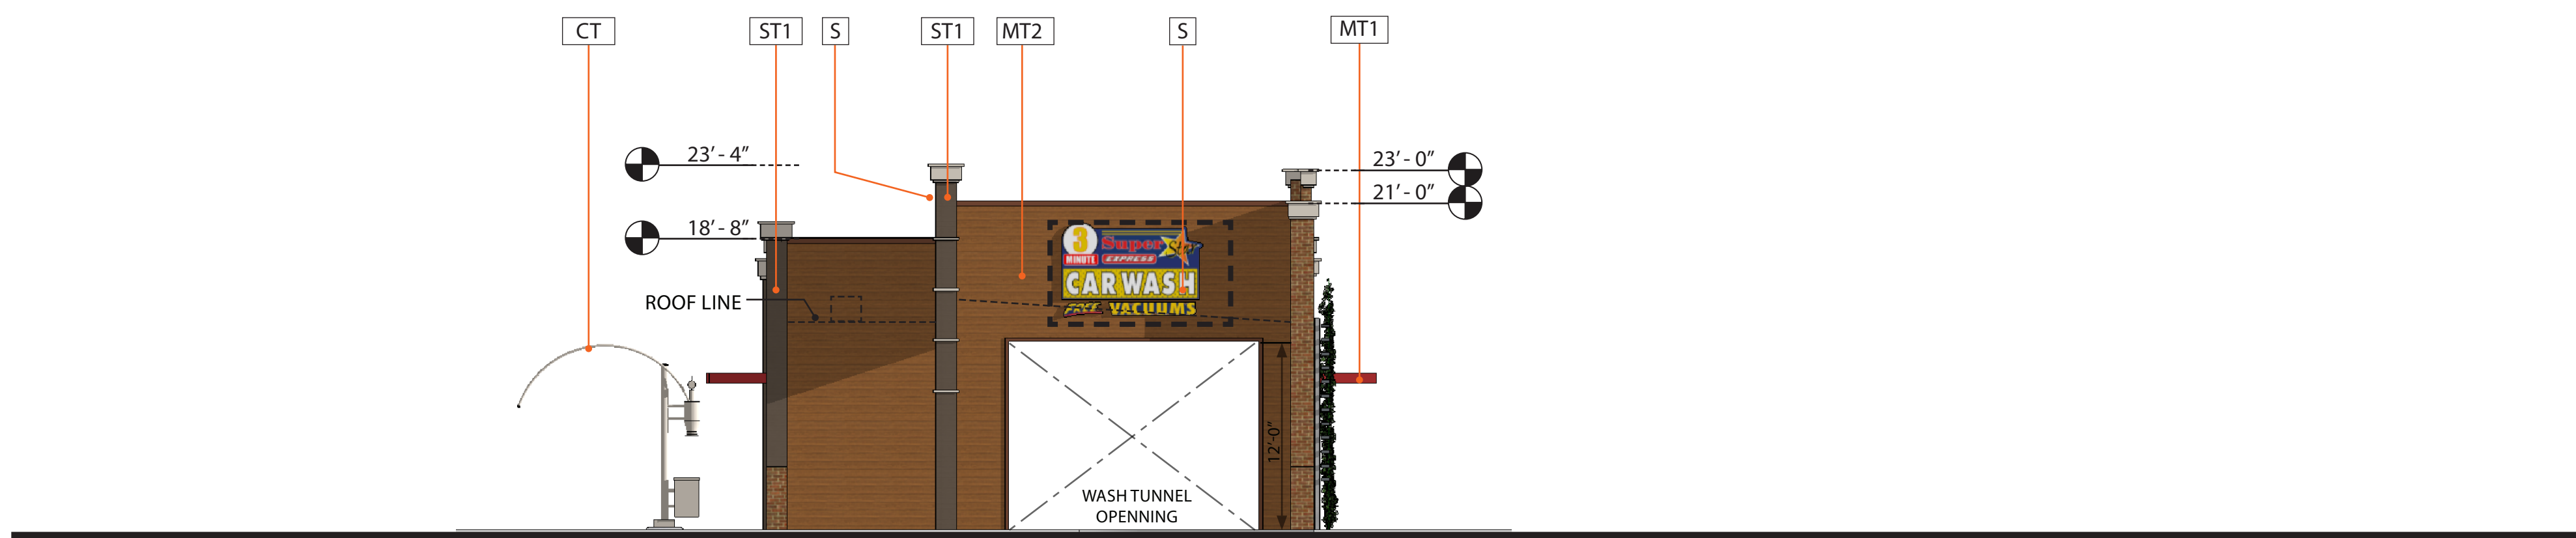 CT
ST1
S
ST1
MT2
S
MT1
23’ - 4”
23’ - 0”
21’ - 0”
18’ - 8”
3
MINUTE
Super
Star
EXPRESS
CAR WASH
FREE VACUUMS
ROOF LINE
12’-0”
WASH TUNNEL
OPENNING